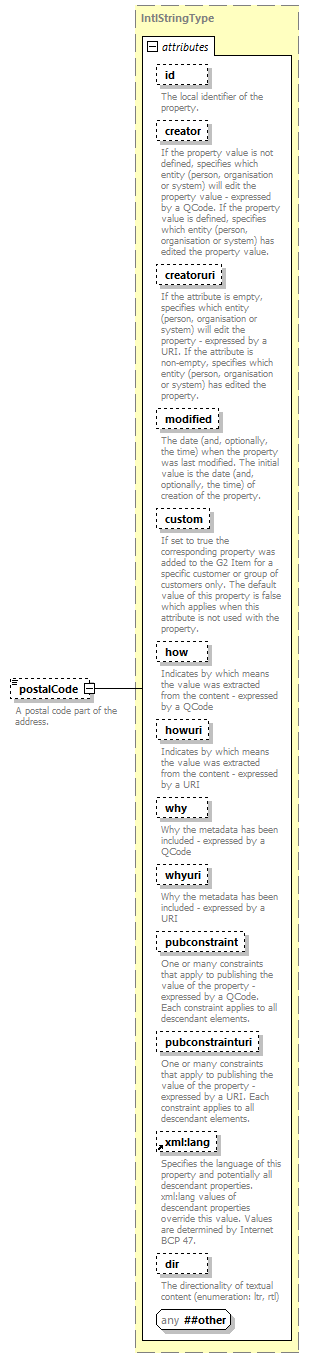 IntlStringType
attributes
id
The local identifier of the
property.
creator
If the property value is not
defined, specifies which
entity (person, organisation
or system) will edit the
property value - expressed
by a QCode. If the property
value is defined, specifies
which entity (person,
organisation or system) has
edited the property value.
creatoruri
If the attribute is empty,
specifies which entity
(person, organisation or
system) will edit the
property - expressed by a
URI. If the attribute is
non-empty, specifies which
entity (person, organisation
or system) has edited the
property.
modified
The date (and, optionally,
the time) when the property
was last modified. The initial
value is the date (and,
optionally, the time) of
creation of the property.
custom
If set to true the
corresponding property was
added to the G2 Item for a
specific customer or group of
customers only. The default
value of this property is false
which applies when this
attribute is not used with the
property.
how
Indicates by which means
the value was extracted
from the content - expressed
by a QCode
howuri
Indicates by which means
the value was extracted
from the content - expressed
by a URI
why
Why the metadata has been
included - expressed by a
QCode
whyuri
Why the metadata has been
included - expressed by a
URI
pubconstraint
One or many constraints
that apply to publishing the
value of the property -
expressed by a QCode.
Each constraint applies to all
descendant elements.
pubconstrainturi
One or many constraints
that apply to publishing the
value of the property -
expressed by a URI. Each
constraint applies to all
descendant elements.
xml:lang
Specifies the language of this
property and potentially all
descendant properties.
xml:lang values of
descendant properties
override this value. Values
are determined by Internet
BCP 47.
dir
The directionality of textual
content (enumeration: ltr, rtl)
any ##other
postalCode
A postal code part of the
address.